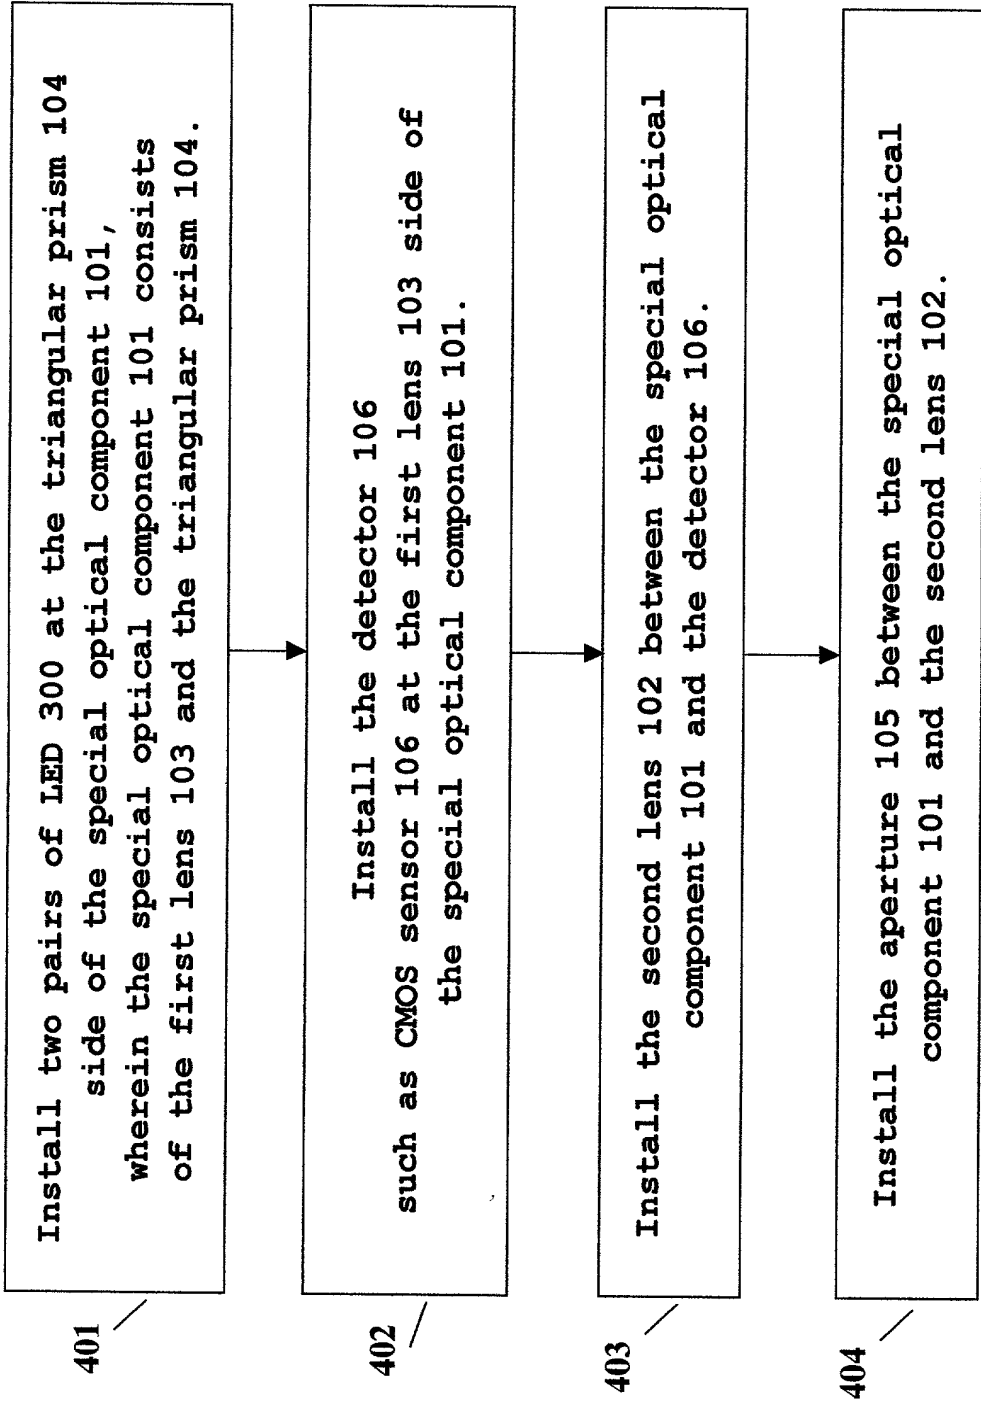 401
Install two pairs of LED 300 at the triangular prism 104
side of the special optical component 101,
wherein the special optical component 101 consists
of the first lens 103 and the triangular prism 104.
402
Install the detector 106
such as CMOS sensor 106 at the first lens 103 side of
the special optical component 101.
403
Install the second lens 102 between the special optical
component 101 and the detector 106.
404
Install the aperture 105 between the special optical
component 101 and the second lens 102.